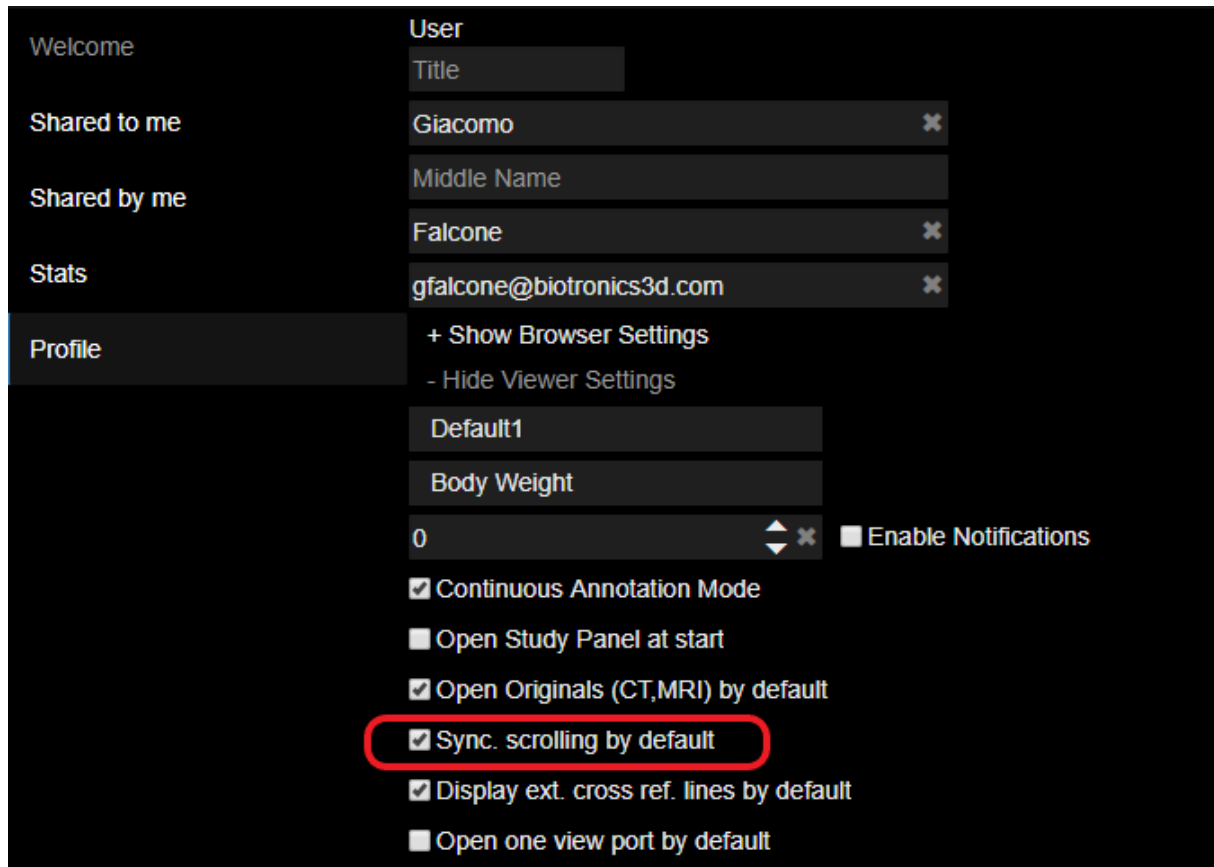 Welcome
Shared to me
Shared by me
Stats
Profile
User
Title
Giacomo
Middle Name
Falcone
gfalcone@biotronics3d.com
+ Show Browser Settings
- Hide Viewer Settings
Default1
Body Weight
0 Enable Notifications
Continuous Annotation Mode
Open Study Panel at start
Open Originals (CT,MRI) by default
Sync. scrolling by default
Display ext. cross ref. lines by default
Open one view port by default